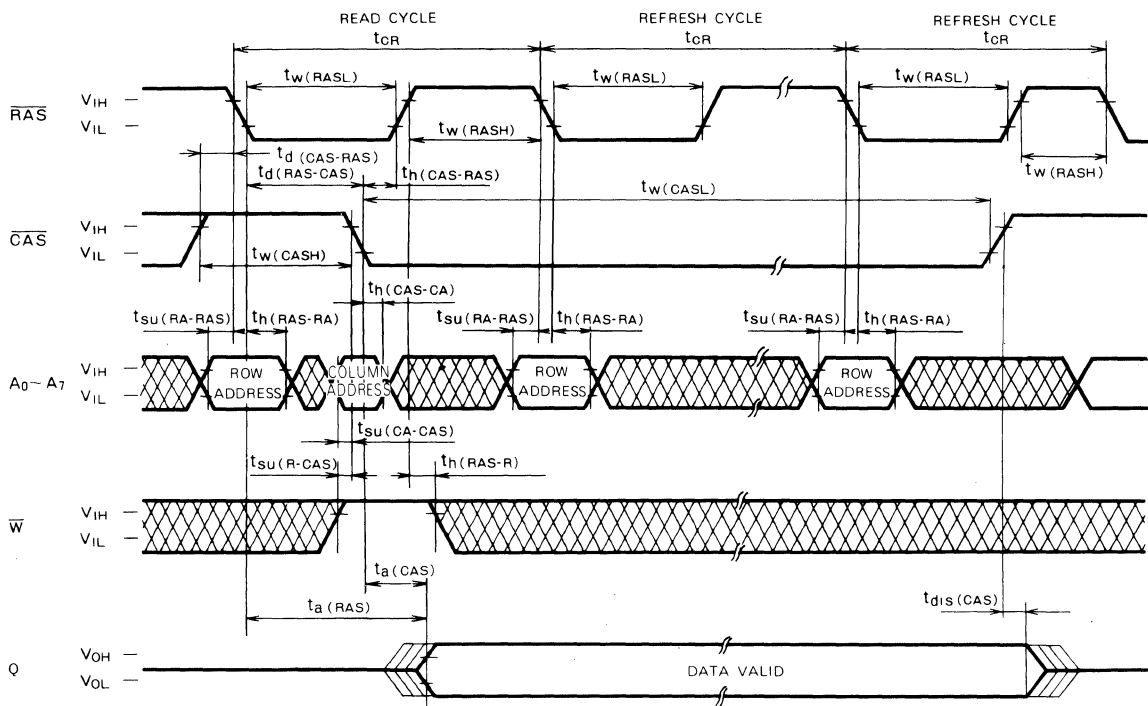 READ CYCLE REFRESH CYCLE REFRESH CYCLE
tCR tCR tCR
tw(RASL) tw(RASL) tw(RASL)
RAS VIH
VIL
tw(RASH) tw(RASH)
td(CAS-RAS)
td(RAS-CAS) th(CAS-RAS)
tw(CASL)
CAS VIH
VIL
tw(CASH)
th(CAS-CA)
tsu(RA-RAS) th(RAS-RA) tsu(RA-RAS) th(RAS-RA) tsu(RA-RAS) th(RAS-RA)
A0~A7 VIH
VIL
ROW ADDRESS
COLUMN ADDRESS
ROW ADDRESS
ROW ADDRESS
tsu(CA-CAS)
tsu(R-CAS) th(RAS-R)
W VIH
VIL
ta(CAS)
ta(RAS)
tdis(CAS)
Q VOH
VOL
DATA VALID